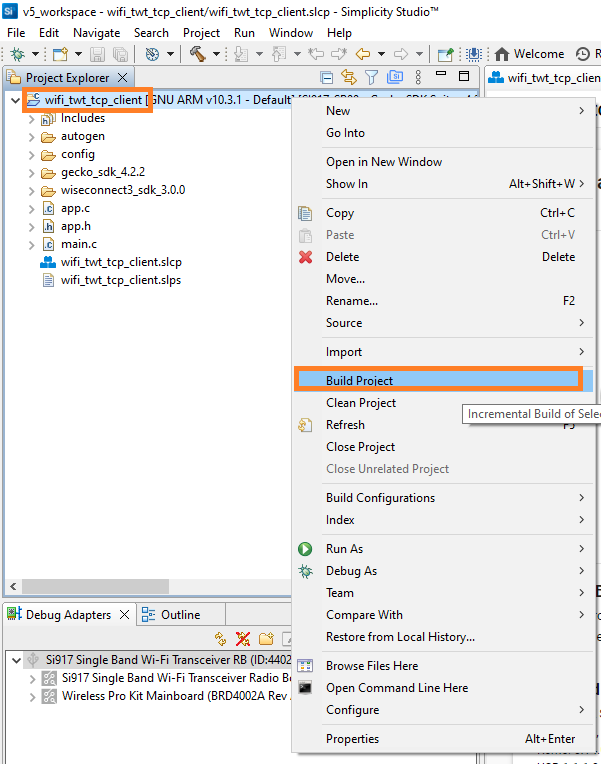 v5_workspace - wifi_twt_tcp_client/wifi_twt_tcp_client.slcp - Simplicity Studio™
File Edit Navigate Search Project Run Window Help
Welcome
Project Explorer
wifi_twt_tcp_client
wifi_twt_tcp_client [GNU ARM v10.3.1 - Default]
Includes
autogen
config
gecko_sdk_4.2.2
wiseconnect3_sdk_3.0.0
app.c
app.h
main.c
wifi_twt_tcp_client.slcp
wifi_twt_tcp_client.slps
New
Go Into
Open in New Window
Show In Alt+Shift+W
Copy Ctrl+C
Paste Ctrl+V
Delete Delete
Move...
Rename... F2
Source
Import
Build Project
Clean Project
Incremental Build of
Refresh F5
Close Project
Close Unrelated Project
Build Configurations
Index
Run As
Debug As
Team
Compare With
Restore from Local History...
Browse Files Here
Open Command Line Here
Configure
Properties Alt+Enter
Debug Adapters
Outline
Si917 Single Band Wi-Fi Transceiver RB (ID:4402
Si917 Single Band Wi-Fi Transceiver Radio
Wireless Pro Kit Mainboard (BRD4002A Rev